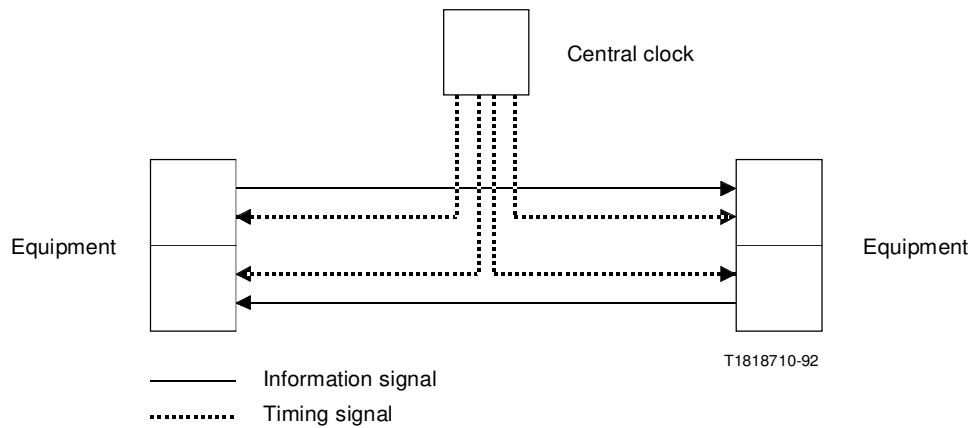 Central clock
Equipment
Equipment
T1818710-92
Information signal
Timing signal